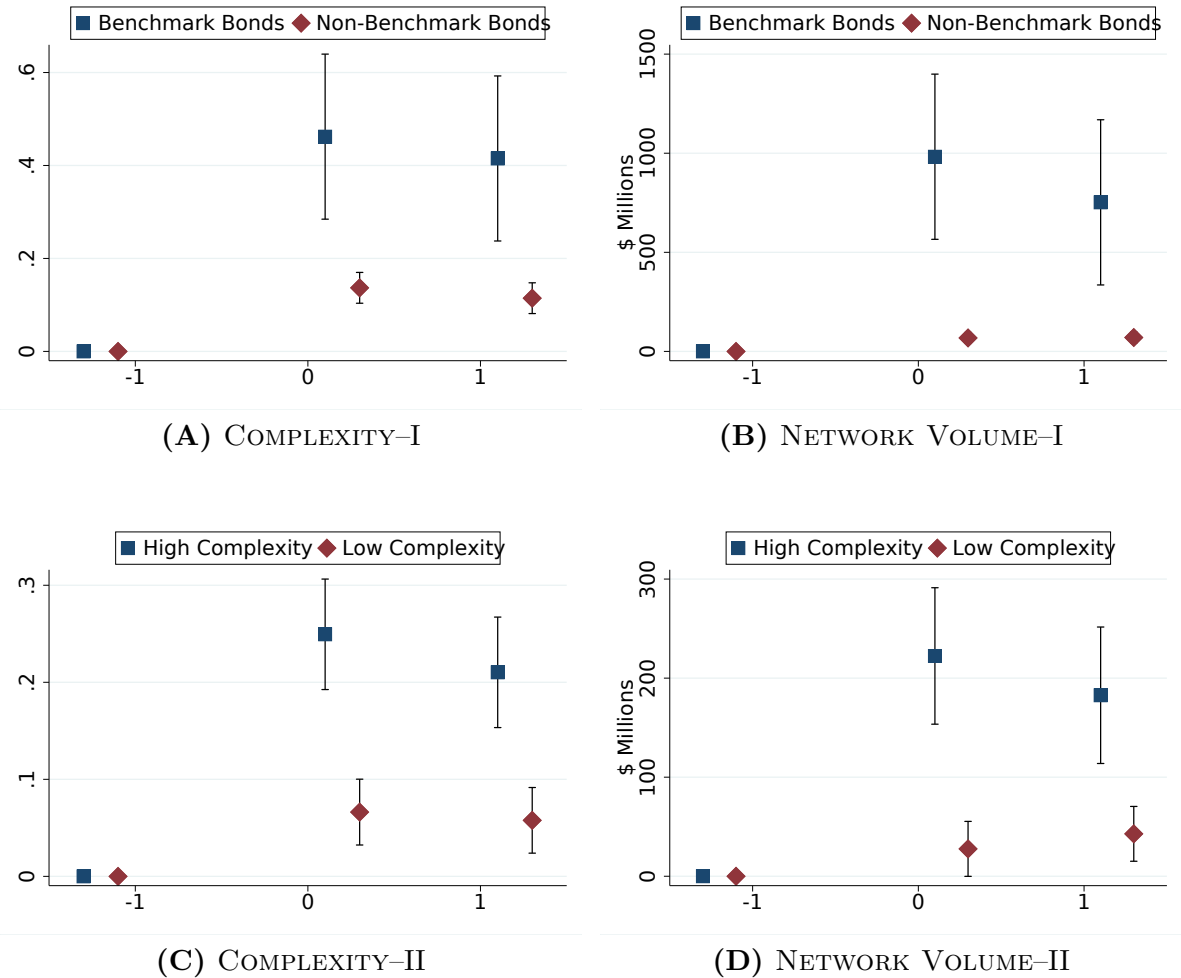 Benchmark Bonds Non-Benchmark Bonds
.6
.4
.2
0
-1 0 1
(A) COMPLEXITY–I
Benchmark Bonds Non-Benchmark Bonds
$ Millions
1500
1000
500
0
-1 0 1
(B) NETWORK VOLUME–I
High Complexity Low Complexity
.3
.2
.1
0
-1 0 1
(C) COMPLEXITY–II
High Complexity Low Complexity
$ Millions
300
200
100
0
-1 0 1
(D) NETWORK VOLUME–II